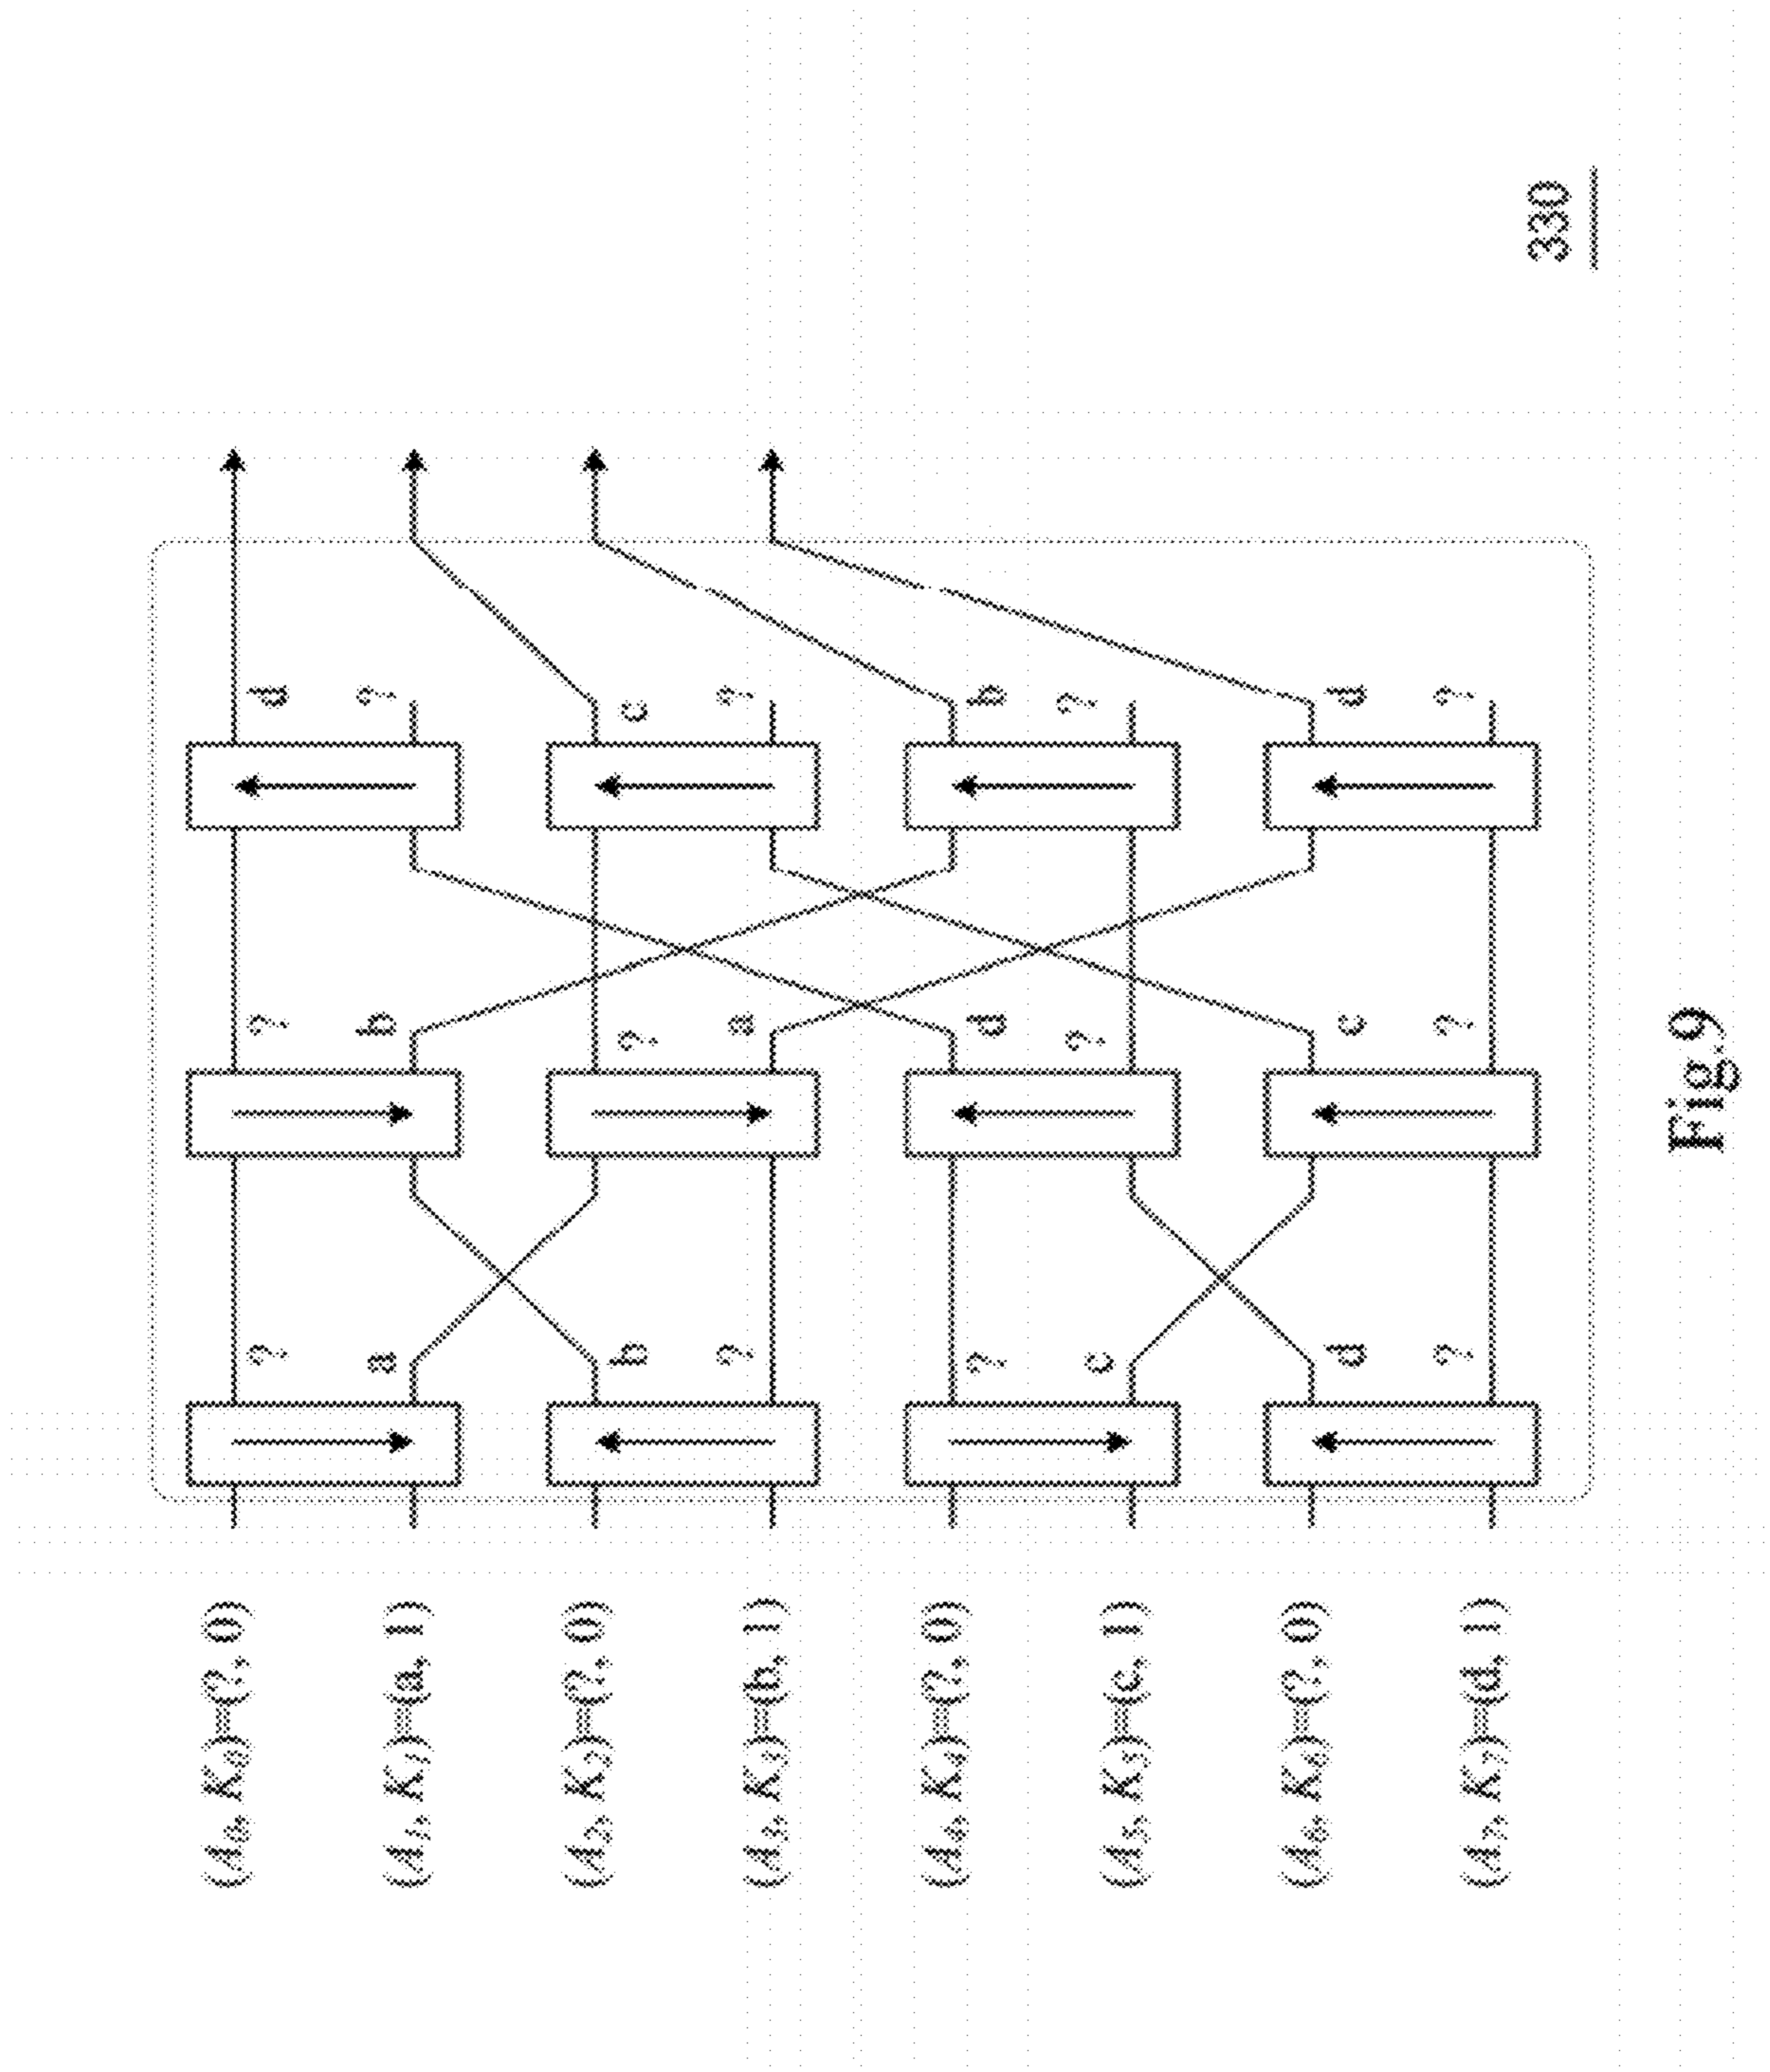 (A₀, K₀)=(?, 0)
? ? d
(A₁, K₁)=(a, 1)
a b ?
(A₂, K₂)=(?, 0)
b ? c
(A₃, K₃)=(b, 1)
? a ?
(A₄, K₄)=(?, 0)
? d b
(A₅, K₅)=(c, 1)
c ? ?
(A₆, K₆)=(?, 0)
d c d
(A₇, K₇)=(d, 1)
? ? ?
330
Fig.9